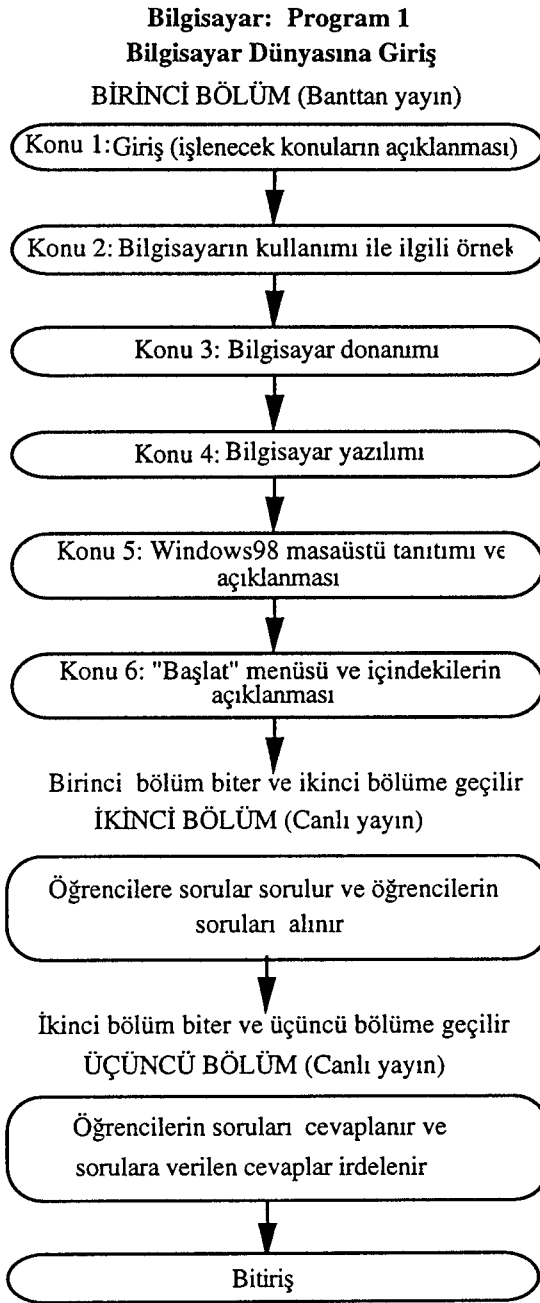 Bilgisayar: Program 1
Bilgisayar Dünyasına Giriş
BİRİNCİ BÖLÜM (Banttan yayın)
Konu 1: Giriş (işlenecek konuların açıklanması)
Konu 2: Bilgisayarın kullanımı ile ilgili örnek
Konu 3: Bilgisayar donanımı
Konu 4: Bilgisayar yazılımı
Konu 5: Windows98 masaüstü tanıtımı ve
açıklanması
Konu 6: "Başlat" menüsü ve içindekilerin
açıklanması
Birinci bölüm biter ve ikinci bölüme geçilir
İKİNCİ BÖLÜM (Canlı yayın)
Öğrencilere sorular sorulur ve öğrencilerin
soruları alınır
İkinci bölüm biter ve üçüncü bölüme geçilir
ÜÇÜNCÜ BÖLÜM (Canlı yayın)
Öğrencilerin soruları cevaplanır ve
sorulara verilen cevaplar irdelenir
Bitiriş